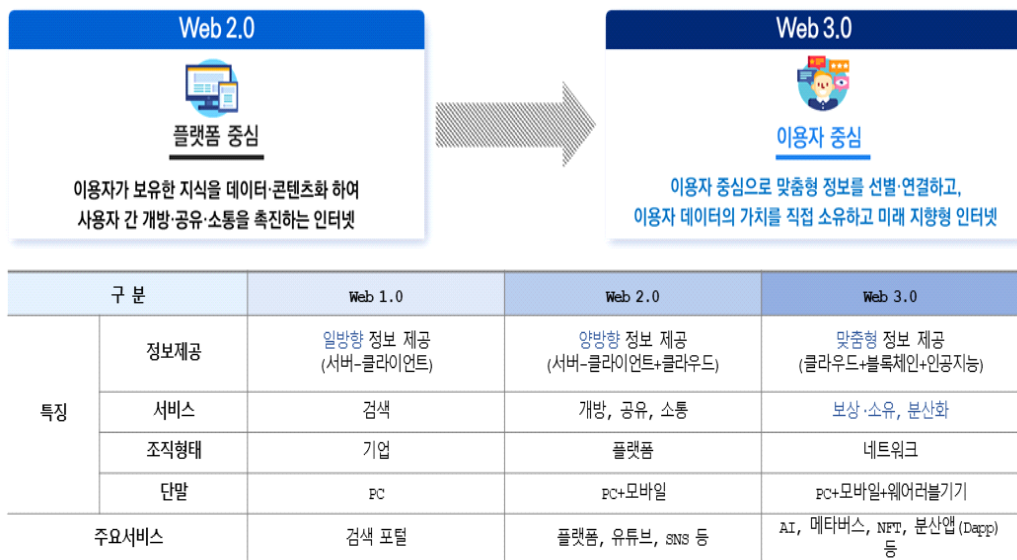 Web 2.0
플랫폼 중심
이용자가 보유한 지식을 데이터·콘텐츠화 하여
사용자 간 개방·공유·소통을 촉진하는 인터넷
Web 3.0
이용자 중심
이용자 중심으로 맞춤형 정보를 선별·연결하고,
이용자 데이터의 가치를 직접 소유하고 미래 지향형 인터넷
구 분 Web 1.0 Web 2.0 Web 3.0
특징
정보제공
일방향 정보 제공
(서버-클라이언트)
양방향 정보 제공
(서버-클라이언트+클라우드)
맞춤형 정보 제공
(클라우드+블록체인+인공지능)
서비스 검색 개방, 공유, 소통 보상·소유, 분산화
조직형태 기업 플랫폼 네트워크
단말 PC PC+모바일 PC+모바일+웨어러블기기
주요서비스 검색 포털 플랫폼, 유튜브, SNS 등
AI, 메타버스, NFT, 분산앱(Dapp)
등